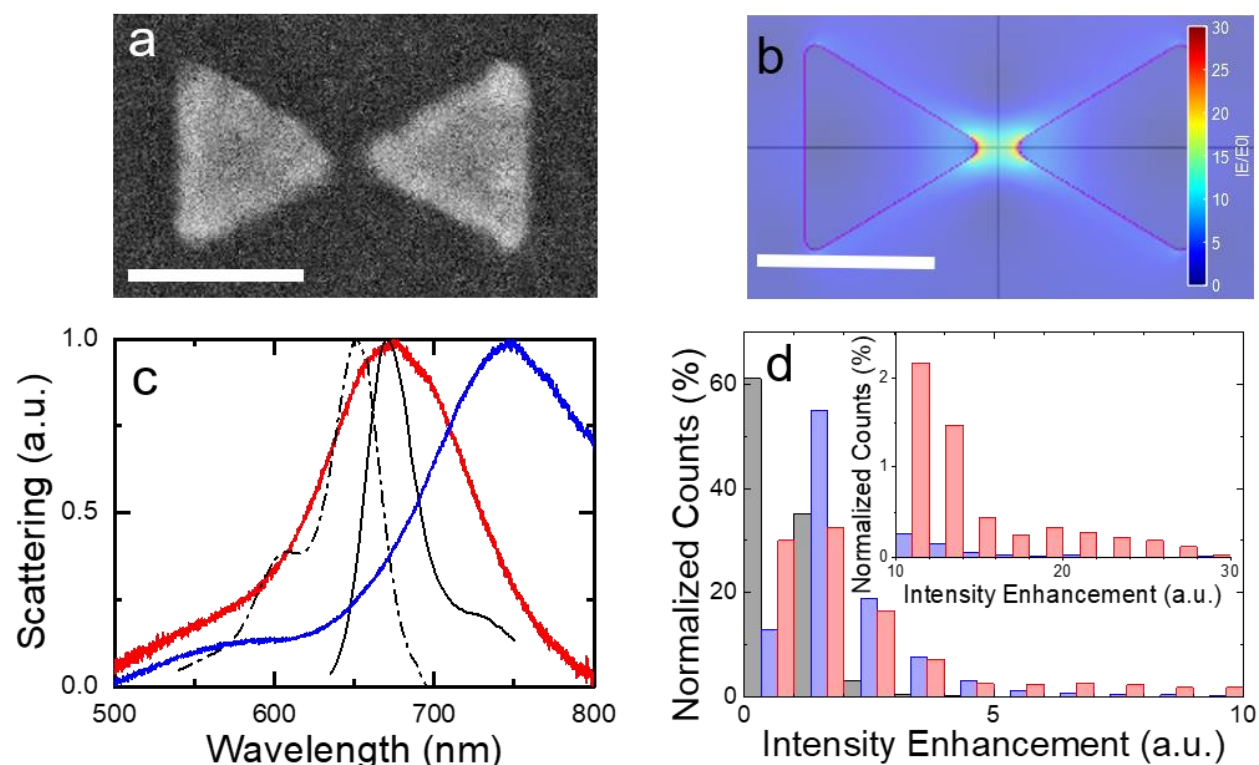 a
b
30
25
20
15
10
5
0
|E/E0|
c
1.0
0.5
0.0
Scattering (a.u.)
500
600
700
800
Wavelength (nm)
d
60
40
20
0
Normalized Counts (%)
0
5
10
Intensity Enhancement (a.u.)
2
1
0
Normalized Counts (%)
10
20
30
Intensity Enhancement (a.u.)